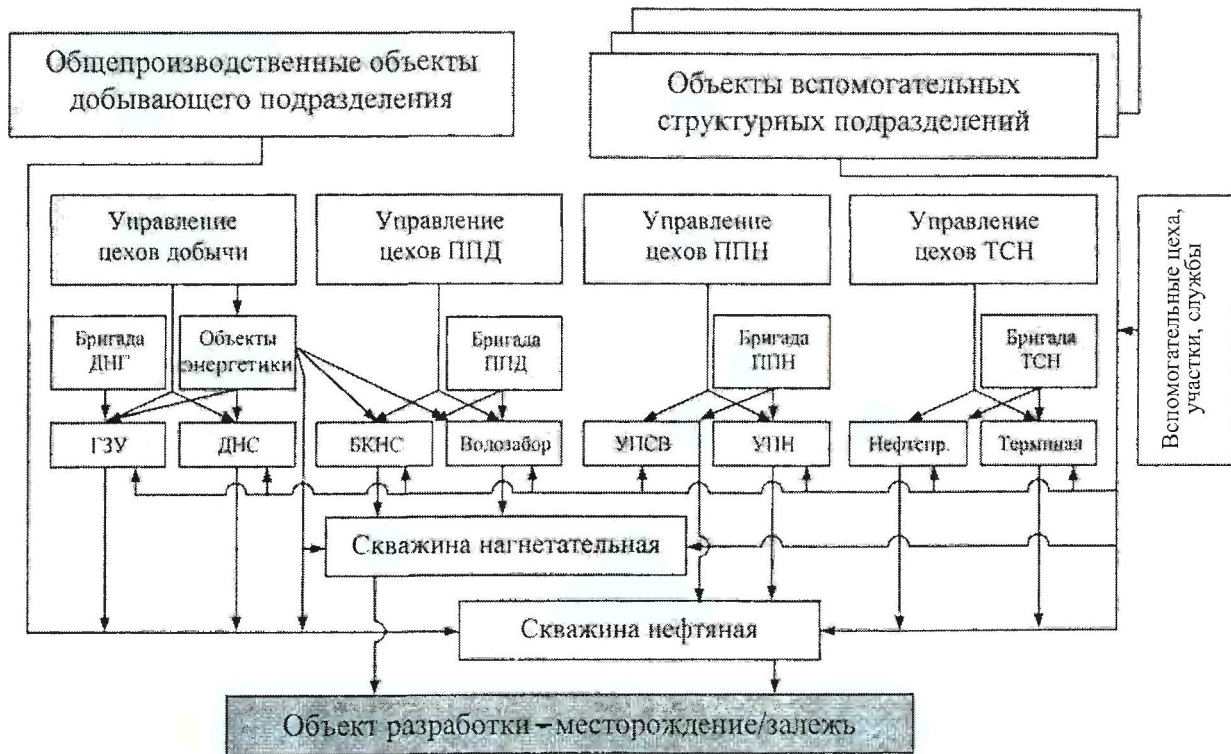 Общепроизводственные объекты
добывающего подразделения
Объекты вспомогательных
структурных подразделений
Управление
цехов добычи
Управление
цехов ППД
Управление
цехов ППН
Управление
цехов ТСН
Вспомогательные цеха,
участки, службы
Бригада
ДНГ
Объекты
энергетики
Бригада
ППД
Бригада
ППН
Бригада
ТСН
ГЗУ
ДНС
БКНС
Водозабор
УПСВ
УПН
Нефтепр.
Терминал
Скважина нагнетательная
Скважина нефтяная
Объект разработки – месторождение/залежь